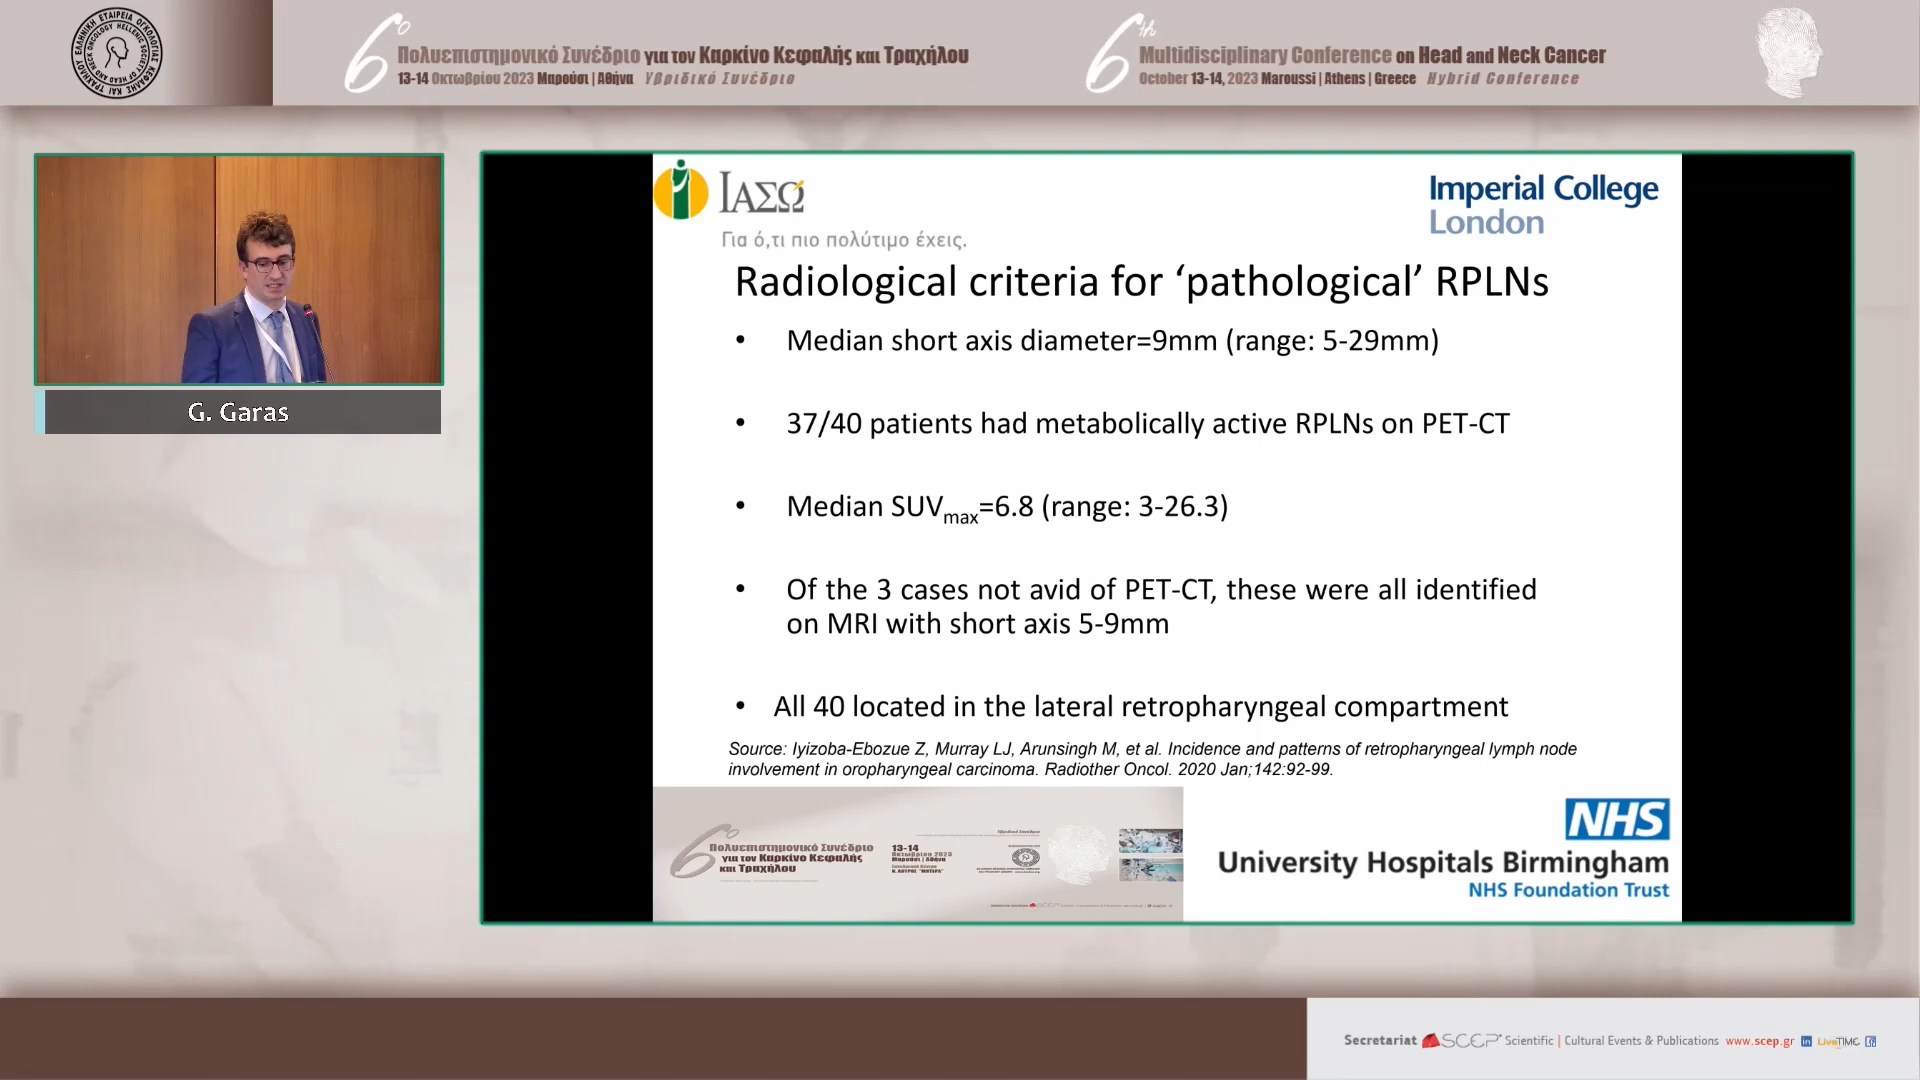 6ο Πολυεπιστημονικό Συνέδριο για τον Καρκίνο Κεφαλής και Τραχήλου
13-14 Οκτωβρίου 2023 Μαρούσι | Αθήνα Υβριδικό Συνέδριο
6th Multidisciplinary Conference on Head and Neck Cancer
October 13-14, 2023 Maroussi | Athens | Greece Hybrid Conference
G. Garas
ΙΑΣΩ
Για ό,τι πιο πολύτιμο έχεις.
Imperial College
London
Radiological criteria for ‘pathological’ RPLNs
• Median short axis diameter=9mm (range: 5-29mm)
• 37/40 patients had metabolically active RPLNs on PET-CT
• Median SUVmax=6.8 (range: 3-26.3)
• Of the 3 cases not avid of PET-CT, these were all identified
on MRI with short axis 5-9mm
• All 40 located in the lateral retropharyngeal compartment
Source: Iyizoba-Ebozue Z, Murray LJ, Arunsingh M, et al. Incidence and patterns of retropharyngeal lymph node
involvement in oropharyngeal carcinoma. Radiother Oncol. 2020 Jan;142:92-99.
6ο Πολυεπιστημονικό Συνέδριο
για τον Καρκίνο Κεφαλής
και Τραχήλου
13-14
Οκτωβρίου 2023
Μαρούσι | Αθήνα
NHS
University Hospitals Birmingham
NHS Foundation Trust
Secretariat SCEP Scientific | Cultural Events & Publications www.scep.gr in LiveTIME f